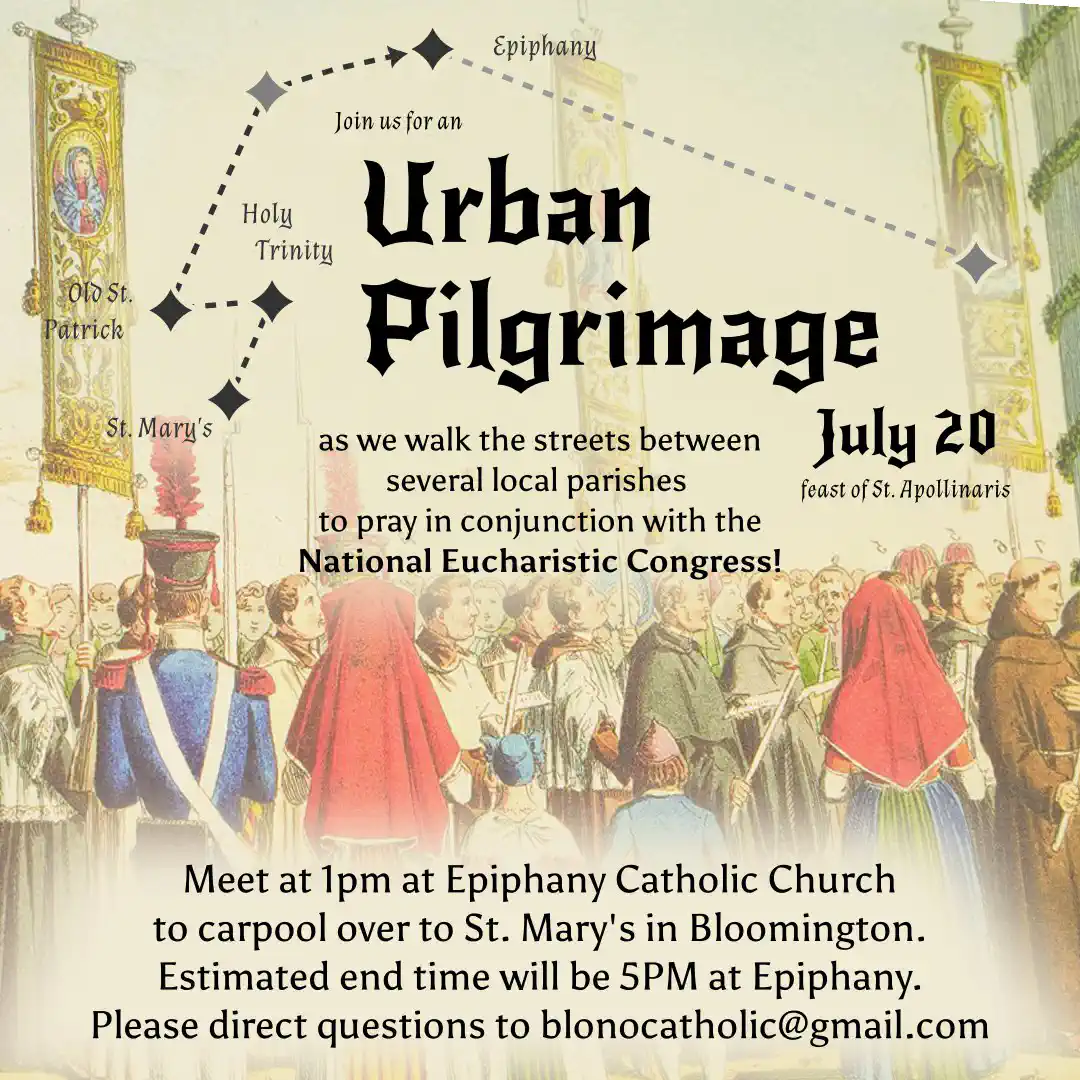 Epiphany
Join us for an
Urban
Pilgrimage
Holy
Trinity
Old St.
Patrick
St. Mary's
July 20
feast of St. Apollinaris
as we walk the streets between
several local parishes
to pray in conjunction with the
National Eucharistic Congress!
Meet at 1pm at Epiphany Catholic Church
to carpool over to St. Mary's in Bloomington.
Estimated end time will be 5PM at Epiphany.
Please direct questions to blonocatholic@gmail.com